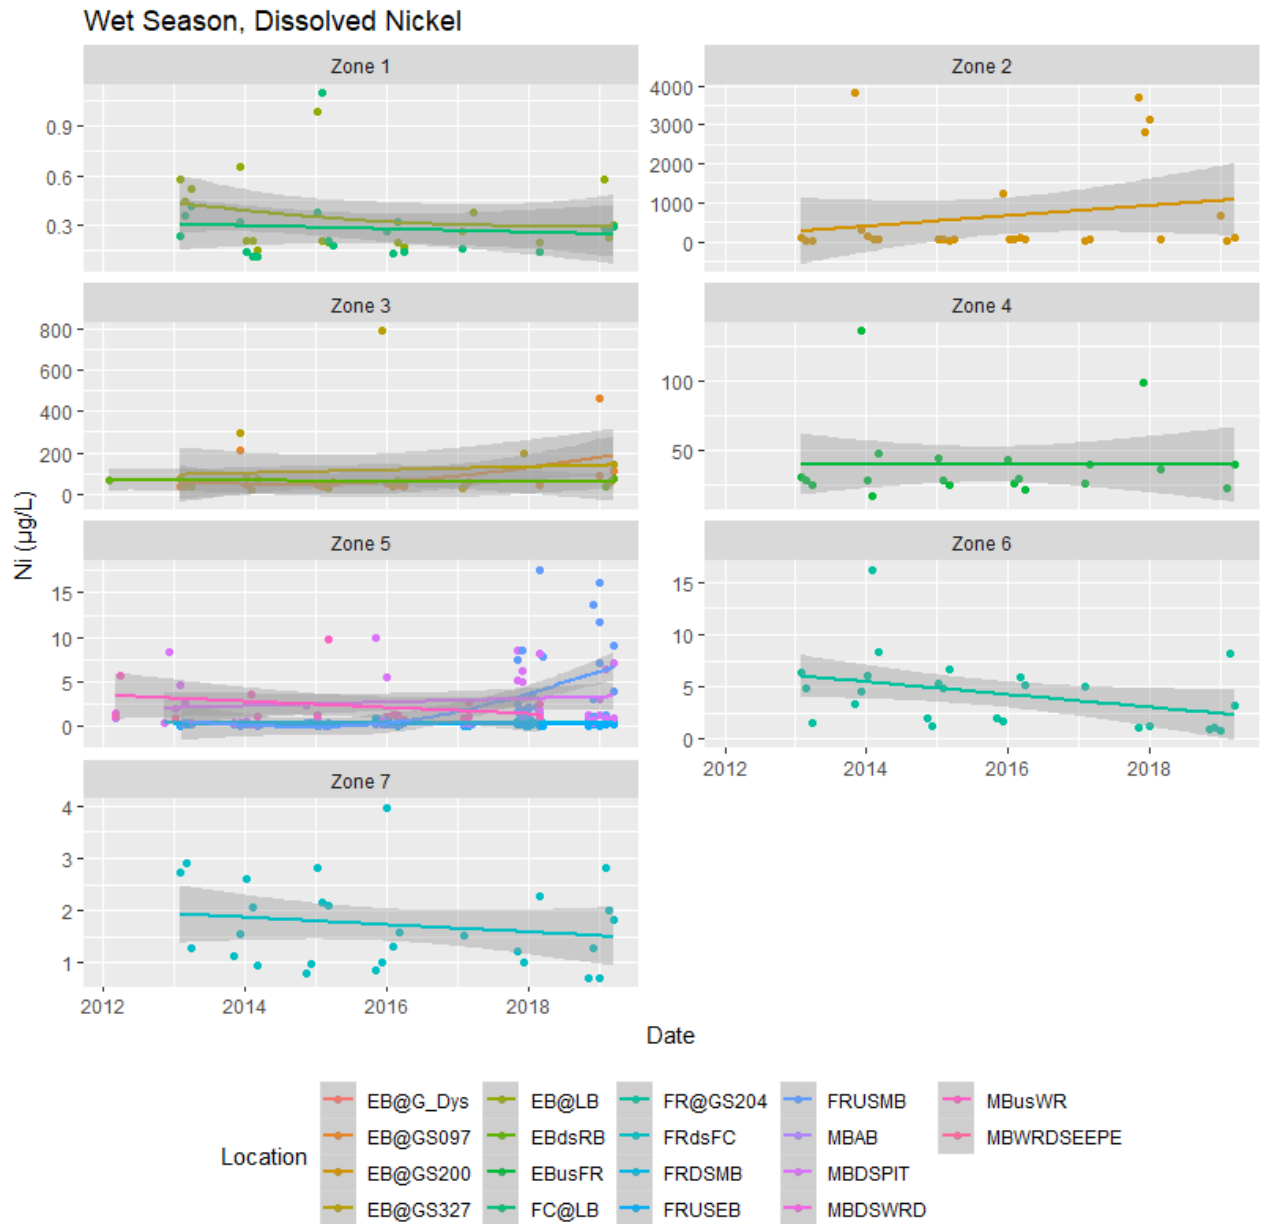 Wet Season, Dissolved Nickel
Zone 1
Zone 2
0.9
0.6
0.3
4000
3000
2000
1000
0
Zone 3
Zone 4
800
600
400
200
0
100
50
Zone 5
Zone 6
15
10
5
0
15
10
5
0
2012 2014 2016 2018
Zone 7
4
3
2
1
2012 2014 2016 2018
Ni (µg/L)
Date
Location
EB@G_Dys EB@LB FR@GS204 FRUSMB MBusWR
EB@GS097 EBdsRB FRdsFC MBAB MBWRDSEEPE
EB@GS200 EBusFR FRDSMB MBDSPIT
EB@GS327 FC@LB FRUSEB MBDSWRD